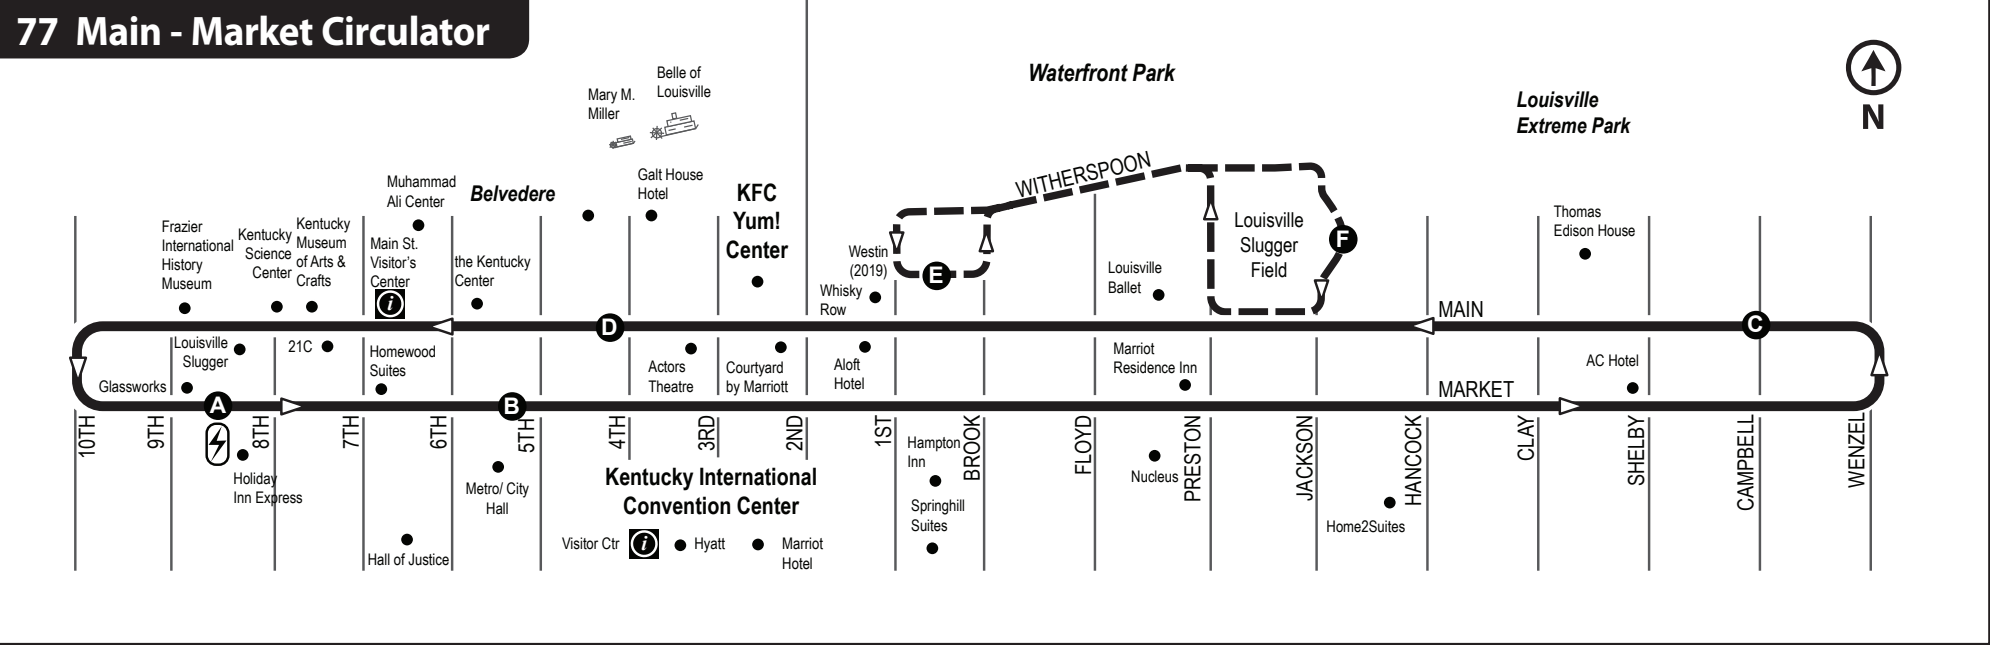 77 Main - Market Circulator
Waterfront Park
Louisville
Extreme Park
N
Mary M.
Miller
Belle of
Louisville
Galt House
Hotel
KFC
Yum!
Center
WITHERSPOON
Belvedere
Muhammad
Ali Center
Frazier
International
History
Museum
Kentucky
Science
Center
Kentucky
Museum
of Arts &
Crafts
Main St.
Visitor's
Center
i
the Kentucky
Center
Westin
(2019)
Whisky
Row
E
Louisville
Ballet
Louisville
Slugger
Field
F
Thomas
Edison House
MAIN
C
D
Louisville
Slugger
21C
Homewood
Suites
Glassworks
Actors
Theatre
Courtyard
by Marriott
Aloft
Hotel
Marriot
Residence Inn
AC Hotel
MARKET
A
B
10TH
9TH
8TH
7TH
6TH
5TH
4TH
3RD
2ND
1ST
BROOK
FLOYD
PRESTON
JACKSON
HANCOCK
CLAY
SHELBY
CAMPBELL
WENZEL
Holiday
Inn Express
Metro/ City
Hall
Hall of Justice
Kentucky International
Convention Center
Visitor Ctr
i
Hyatt
Marriot
Hotel
Hampton
Inn
Springhill
Suites
Nucleus
Home2Suites